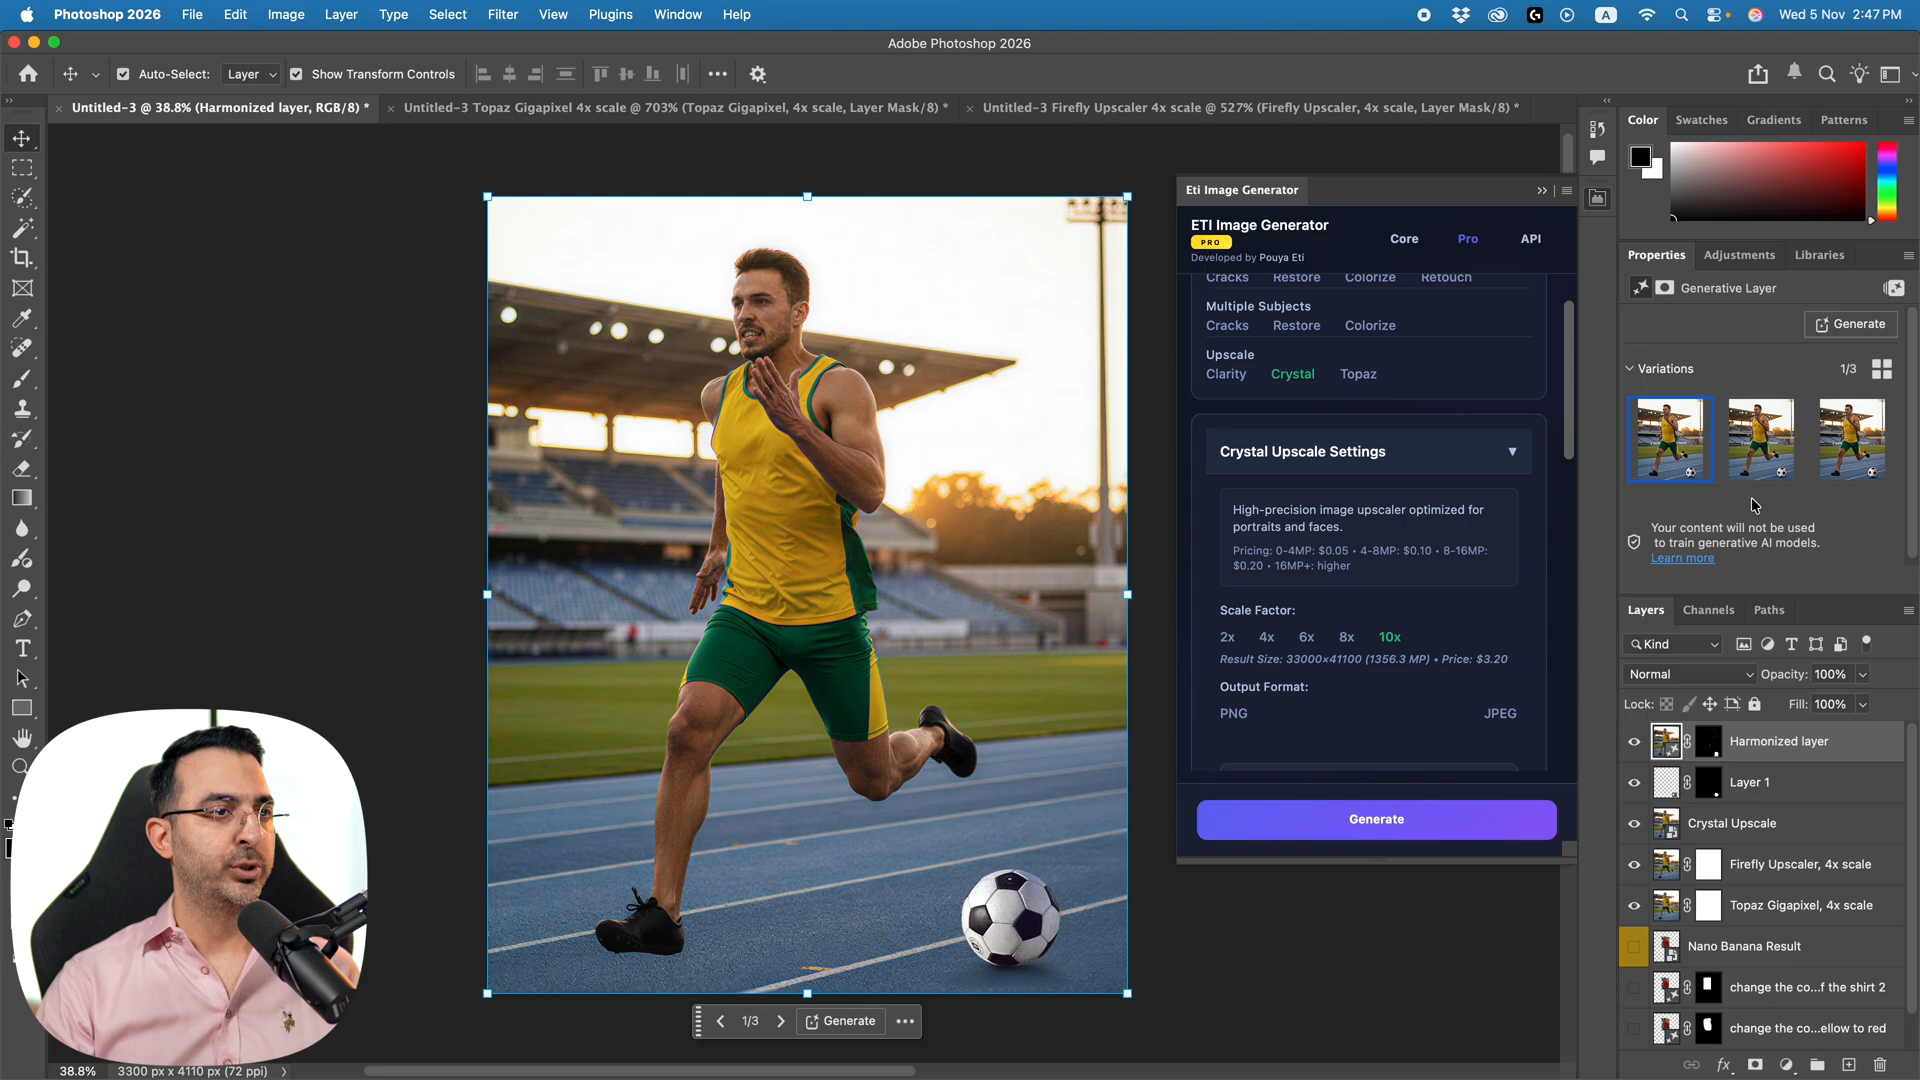 Photoshop 2026 File Edit Image Layer Type Select Filter View Plugins Window Help
A
Wed 5 Nov 2:47 PM
Adobe Photoshop 2026
Auto-Select: Layer Show Transform Controls
Untitled-3 @ 38.8% (Harmonized layer, RGB/8) *
Untitled-3 Topaz Gigapixel 4x scale @ 703% (Topaz Gigapixel, 4x scale, Layer Mask/8) *
Untitled-3 Firefly Upscaler 4x scale @ 527% (Firefly Upscaler, 4x scale, Layer Mask/8) *
Eti Image Generator
ETI Image Generator
PRO
Developed by Pouya Eti
Core Pro API
Cracks Restore Colorize Retouch
Multiple Subjects
Cracks Restore Colorize
Upscale
Clarity Crystal Topaz
Crystal Upscale Settings
High-precision image upscaler optimized for
portraits and faces.
Pricing: 0-4MP: $0.05 • 4-8MP: $0.10 • 8-16MP:
$0.20 • 16MP+: higher
Scale Factor:
2x 4x 6x 8x 10x
Result Size: 33000×41100 (1356.3 MP) • Price: $3.20
Output Format:
PNG JPEG
Generate
1/3 Generate
38.8% 3300 px x 4110 px (72 ppi)
Color Swatches Gradients Patterns
Properties Adjustments Libraries
Generative Layer
Generate
Variations 1/3
Your content will not be used
to train generative AI models.
Learn more
Layers Channels Paths
Kind
Normal Opacity: 100%
Lock: Fill: 100%
Harmonized layer
Layer 1
Crystal Upscale
Firefly Upscaler, 4x scale
Topaz Gigapixel, 4x scale
Nano Banana Result
change the co...f the shirt 2
change the co...ellow to red
fx